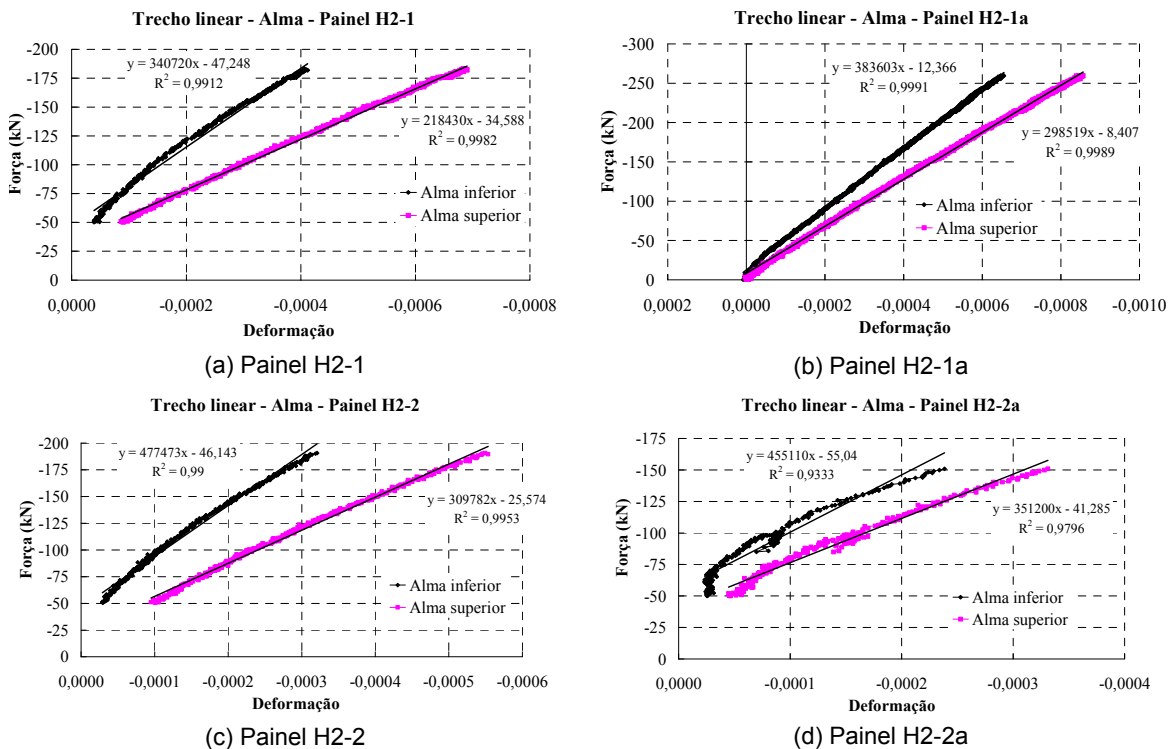 Trecho linear - Alma - Painel H2-1
-200
-175
-150
-125
-100
-75
-50
-25
0
Força (kN)
y = 340720x - 47,248
R² = 0,9912
y = 218430x - 34,588
R² = 0,9982
Alma inferior
Alma superior
0,0000 -0,0002 -0,0004 -0,0006 -0,0008
Deformação
(a) Painel H2-1
Trecho linear - Alma - Painel H2-1a
-300
-250
-200
-150
-100
-50
0
Força (kN)
y = 383603x - 12,366
R² = 0,9991
y = 298519x - 8,407
R² = 0,9989
Alma inferior
Alma superior
0,0002 0,0000 -0,0002 -0,0004 -0,0006 -0,0008 -0,0010
Deformação
(b) Painel H2-1a
Trecho linear - Alma - Painel H2-2
-200
-175
-150
-125
-100
-75
-50
-25
0
Força (kN)
y = 477473x - 46,143
R² = 0,99
y = 309782x - 25,574
R² = 0,9953
Alma inferior
Alma superior
0,0000 -0,0001 -0,0002 -0,0003 -0,0004 -0,0005 -0,0006
Deformação
(c) Painel H2-2
Trecho linear - Alma - Painel H2-2a
-175
-150
-125
-100
-75
-50
-25
0
Força (kN)
y = 455110x - 55,04
R² = 0,9333
y = 351200x - 41,285
R² = 0,9796
Alma inferior
Alma superior
0,0000 -0,0001 -0,0002 -0,0003 -0,0004
Deformação
(d) Painel H2-2a